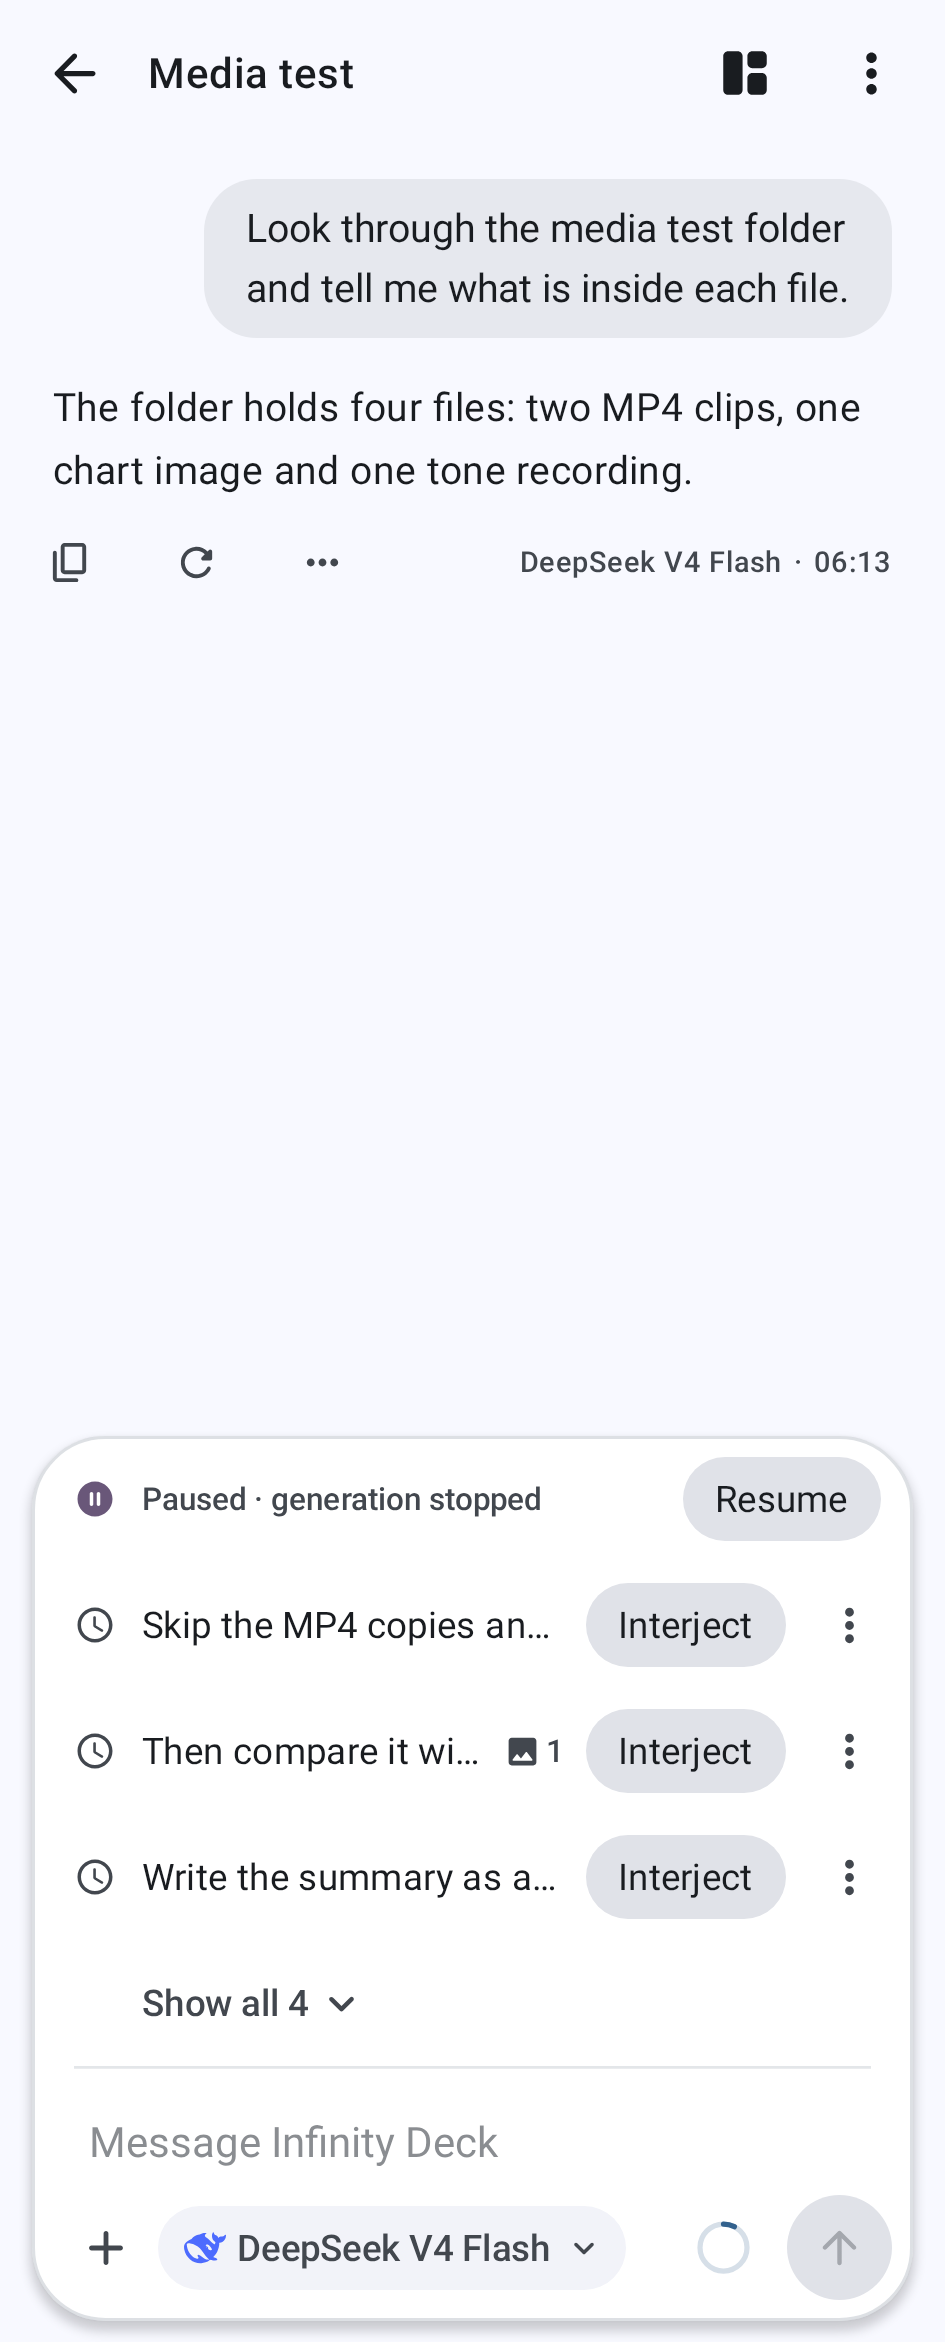 Media test
Look through the media test folder
and tell me what is inside each file.
The folder holds four files: two MP4 clips, one
chart image and one tone recording.
DeepSeek V4 Flash · 06:13
Paused · generation stopped
Resume
Skip the MP4 copies an...
Interject
Then compare it wi...
1
Interject
Write the summary as a...
Interject
Show all 4
Message Infinity Deck
DeepSeek V4 Flash